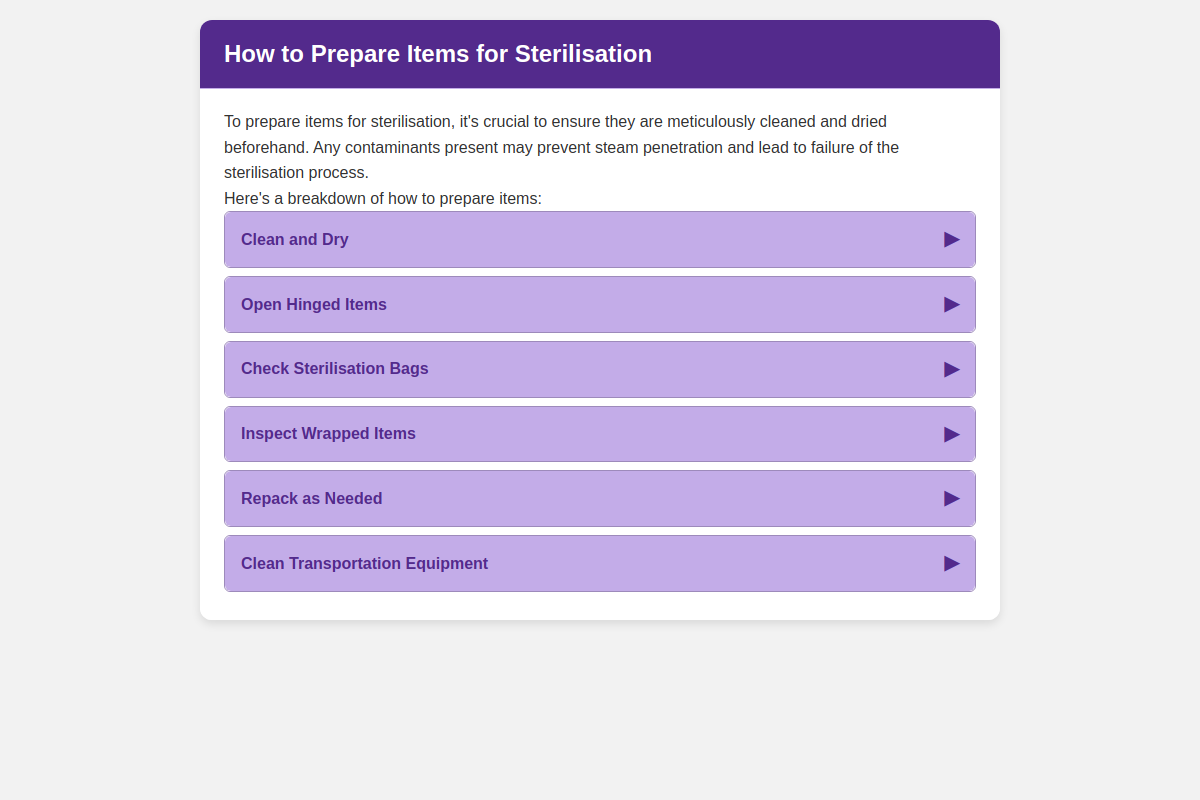 How to Prepare Items for Sterilisation
To prepare items for sterilisation, it's crucial to ensure they are meticulously cleaned and dried
beforehand. Any contaminants present may prevent steam penetration and lead to failure of the
sterilisation process.
Here's a breakdown of how to prepare items:
Clean and Dry
Open Hinged Items
Check Sterilisation Bags
Inspect Wrapped Items
Repack as Needed
Clean Transportation Equipment